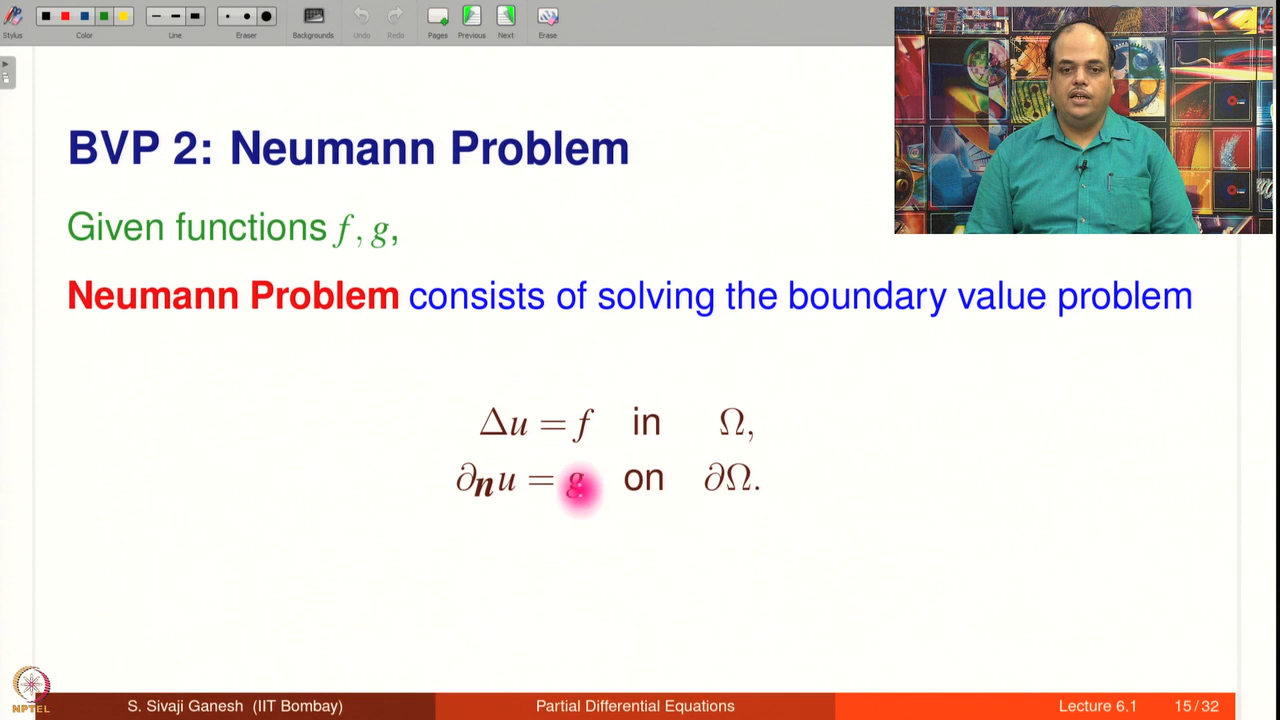 Stylus Color Line Eraser Backgrounds Undo Redo Pages Previous Next Erase
BVP 2: Neumann Problem
Given functions f, g,
Neumann Problem consists of solving the boundary value problem
Δu = f in Ω,
∂ₙu = g on ∂Ω.
NPTEL
S. Sivaji Ganesh (IIT Bombay) Partial Differential Equations Lecture 6.1 15/32